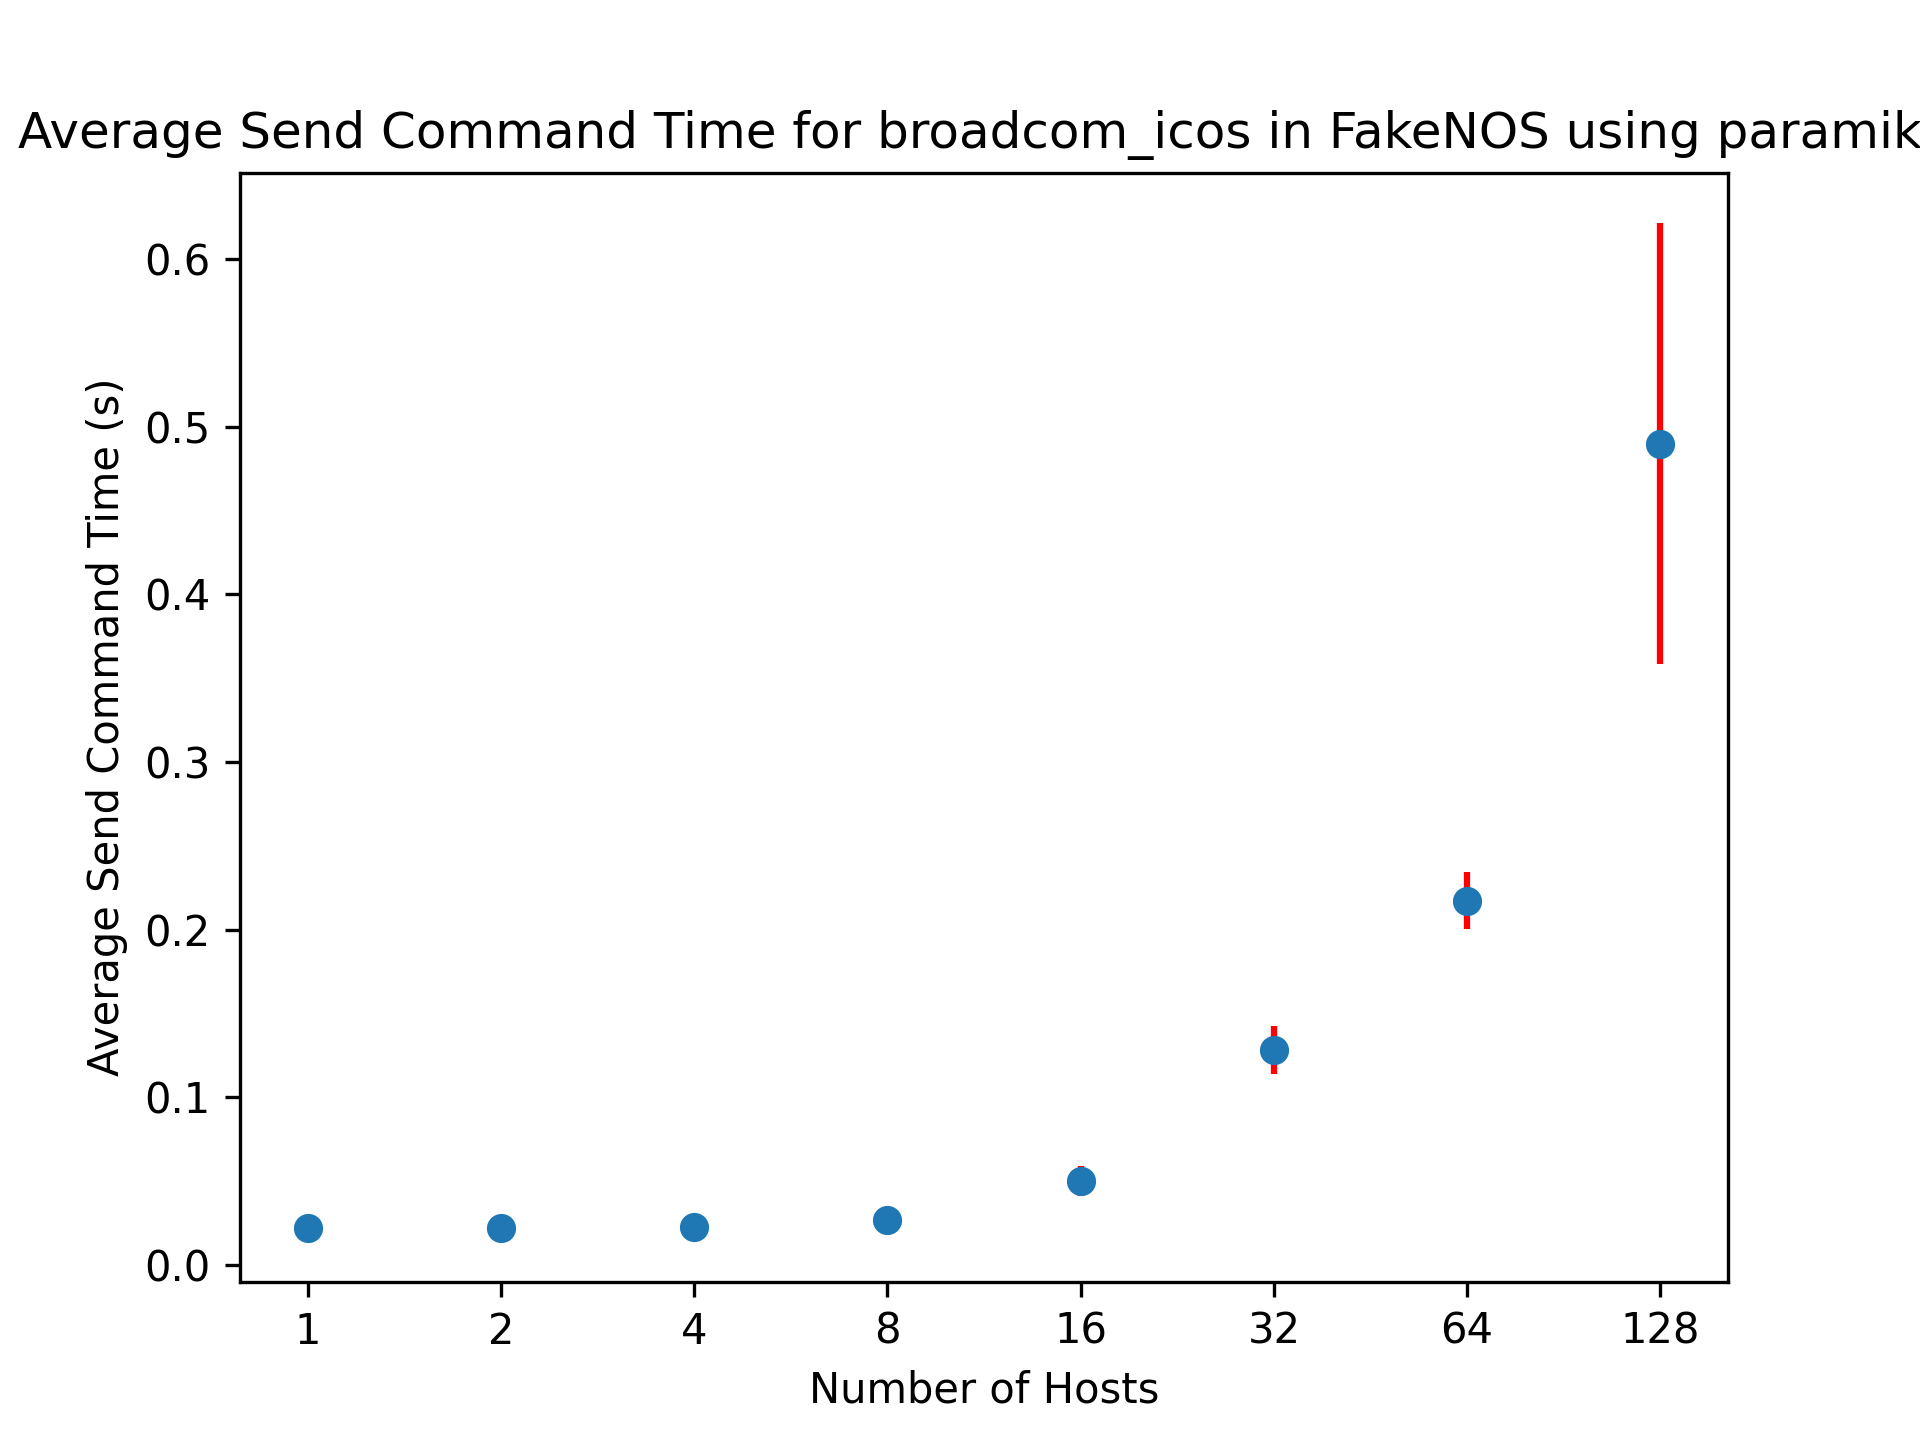 Average Send Command Time for broadcom_icos in FakeNOS using paramik
Average Send Command Time (s)
0.6
0.5
0.4
0.3
0.2
0.1
0.0
1 2 4 8 16 32 64 128
Number of Hosts